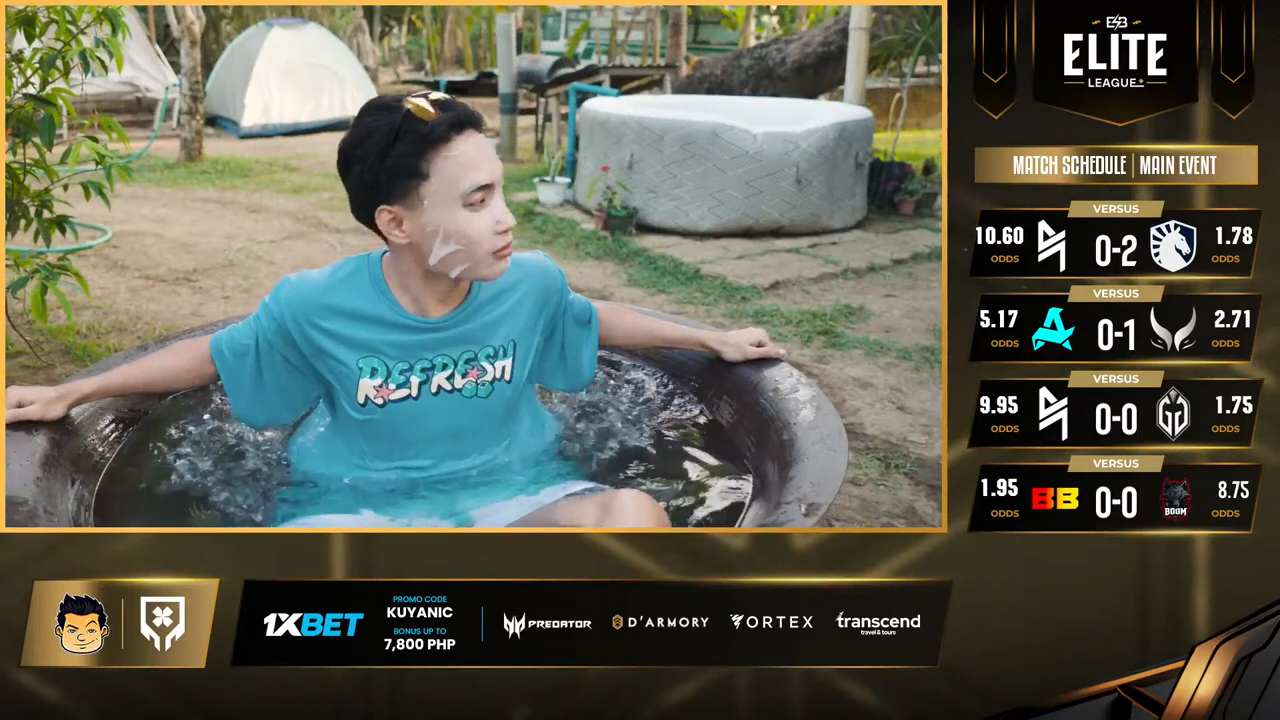 REFRESH
ESB
ELITE
LEAGUE
MATCH SCHEDULE | MAIN EVENT
VERSUS
10.60
ODDS
0-2
1.78
ODDS
VERSUS
5.17
ODDS
0-1
2.71
ODDS
VERSUS
9.95
ODDS
0-0
GG
1.75
ODDS
VERSUS
1.95
ODDS
BB
0-0
BOOM
8.75
ODDS
1XBET
PROMO CODE
KUYANIC
BONUS UP TO
7,800 PHP
PREDATOR
D'ARMORY
VORTEX
transcend
travel & tours